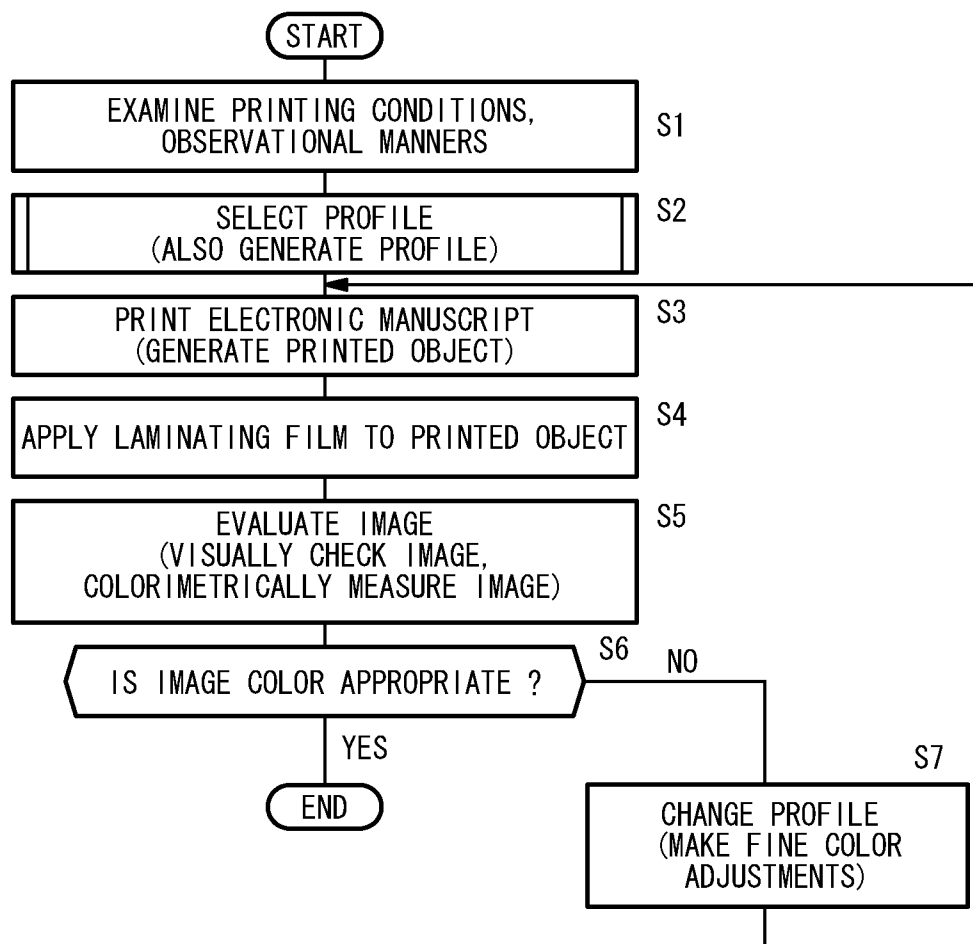 START
EXAMINE PRINTING CONDITIONS,
OBSERVATIONAL MANNERS
S1
SELECT PROFILE
(ALSO GENERATE PROFILE)
S2
PRINT ELECTRONIC MANUSCRIPT
(GENERATE PRINTED OBJECT)
S3
APPLY LAMINATING FILM TO PRINTED OBJECT
S4
EVALUATE IMAGE
(VISUALLY CHECK IMAGE,
COLORIMETRICALLY MEASURE IMAGE)
S5
IS IMAGE COLOR APPROPRIATE ?
S6
NO
YES
END
S7
CHANGE PROFILE
(MAKE FINE COLOR
ADJUSTMENTS)